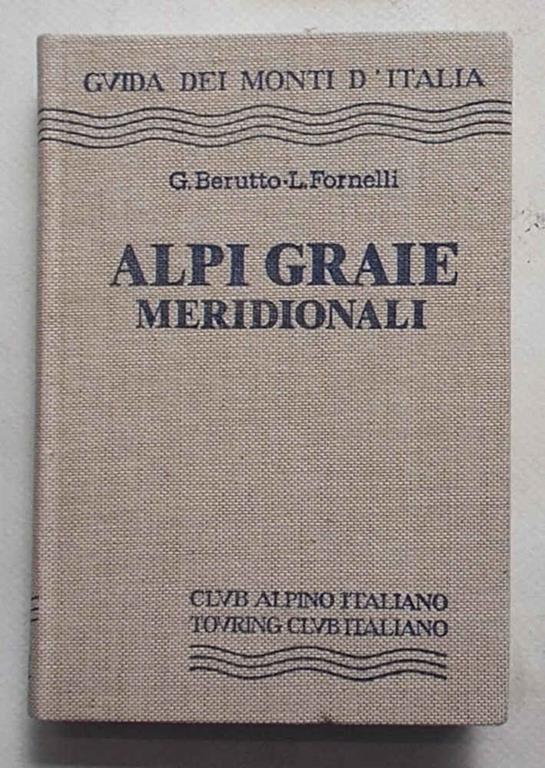 GVIDA DEI MONTI D'ITALIA
G.Berutto·L.Fornelli
ALPI GRAIE
MERIDIONALI
CLVB ALPINO ITALIANO
TOVRING CLVB ITALIANO